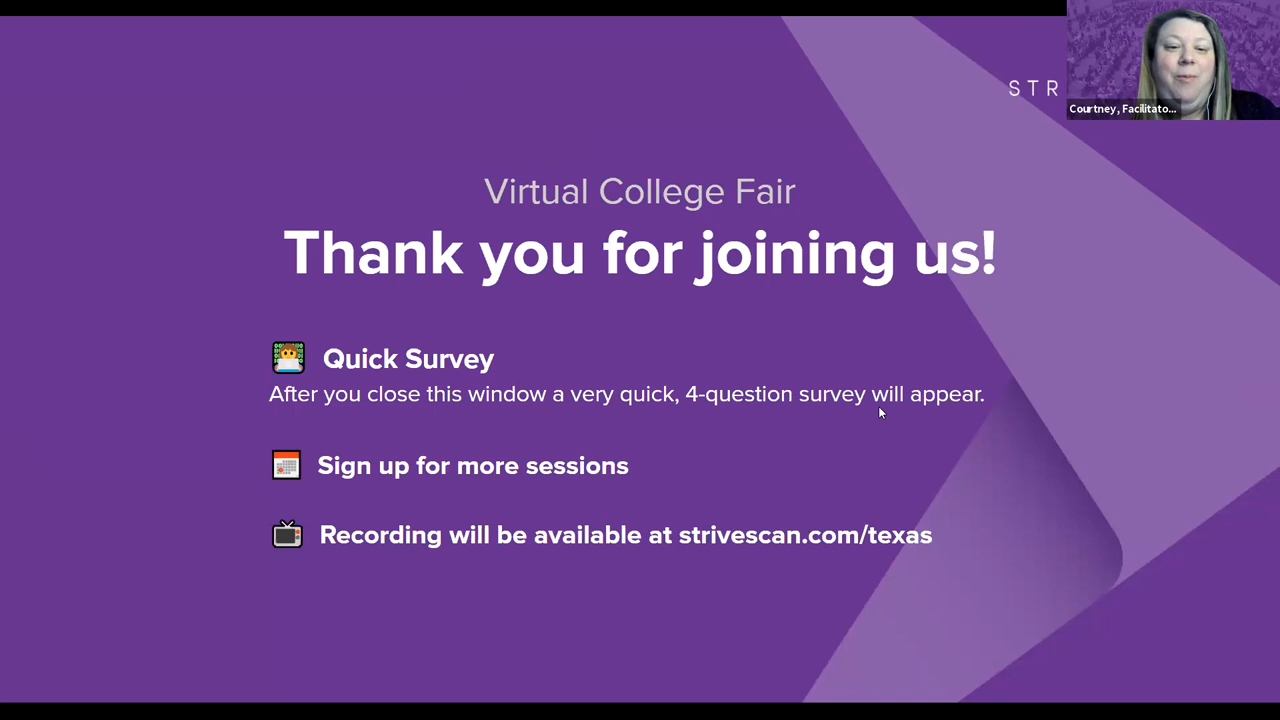 STR
Courtney, Facilitato...
Virtual College Fair
Thank you for joining us!
Quick Survey
After you close this window a very quick, 4-question survey will appear.
Sign up for more sessions
Recording will be available at strivescan.com/texas